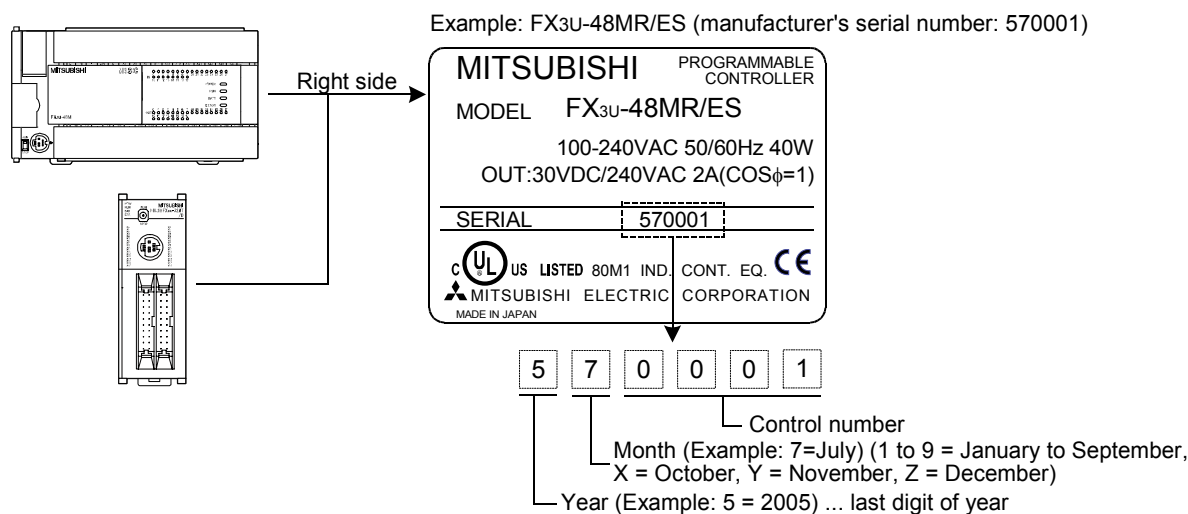 Example: FX3U-48MR/ES (manufacturer's serial number: 570001)
MITSUBISHI
Right side
MITSUBISHI PROGRAMMABLE CONTROLLER
MODEL FX3U-48MR/ES
100-240VAC 50/60Hz 40W
OUT:30VDC/240VAC 2A(COSϕ=1)
SERIAL 570001
C UL ® US LISTED 80M1 IND. CONT. EQ. CE
MITSUBISHI ELECTRIC CORPORATION
MADE IN JAPAN
5 7 0 0 0 1
Control number
Month (Example: 7=July) (1 to 9 = January to September,
X = October, Y = November, Z = December)
Year (Example: 5 = 2005) ... last digit of year